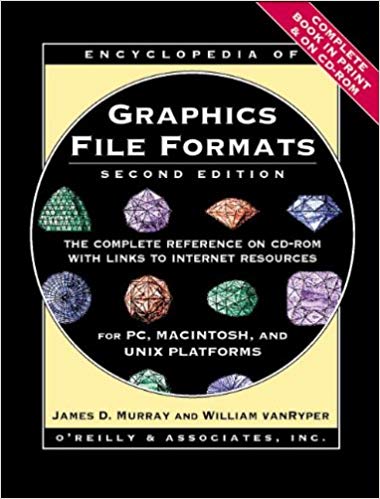 COMPLETE
BOOK IN PRINT
& ON CD-ROM
ENCYCLOPEDIA OF
GRAPHICS
FILE FORMATS
SECOND EDITION
THE COMPLETE REFERENCE ON CD-ROM
WITH LINKS TO INTERNET RESOURCES
FOR PC, MACINTOSH, AND
UNIX PLATFORMS
JAMES D. MURRAY AND WILLIAM VANRYPER
O'REILLY & ASSOCIATES, INC.